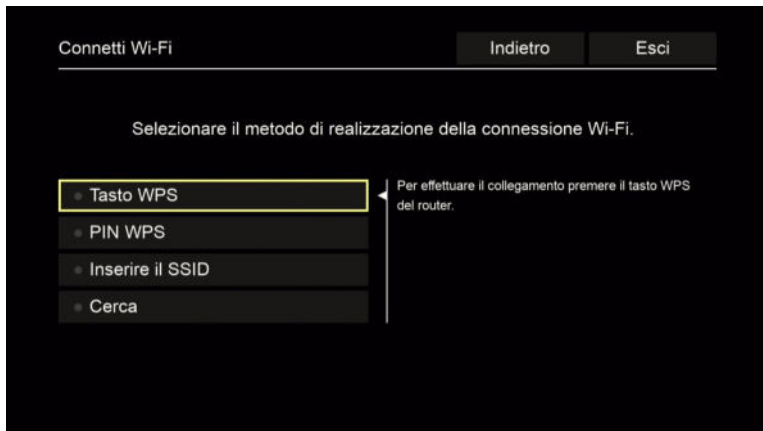 Connetti Wi-Fi
Indietro
Esci
Selezionare il metodo di realizzazione della connessione Wi-Fi.
Tasto WPS
Per effettuare il collegamento premere il tasto WPS
del router.
PIN WPS
Inserire il SSID
Cerca